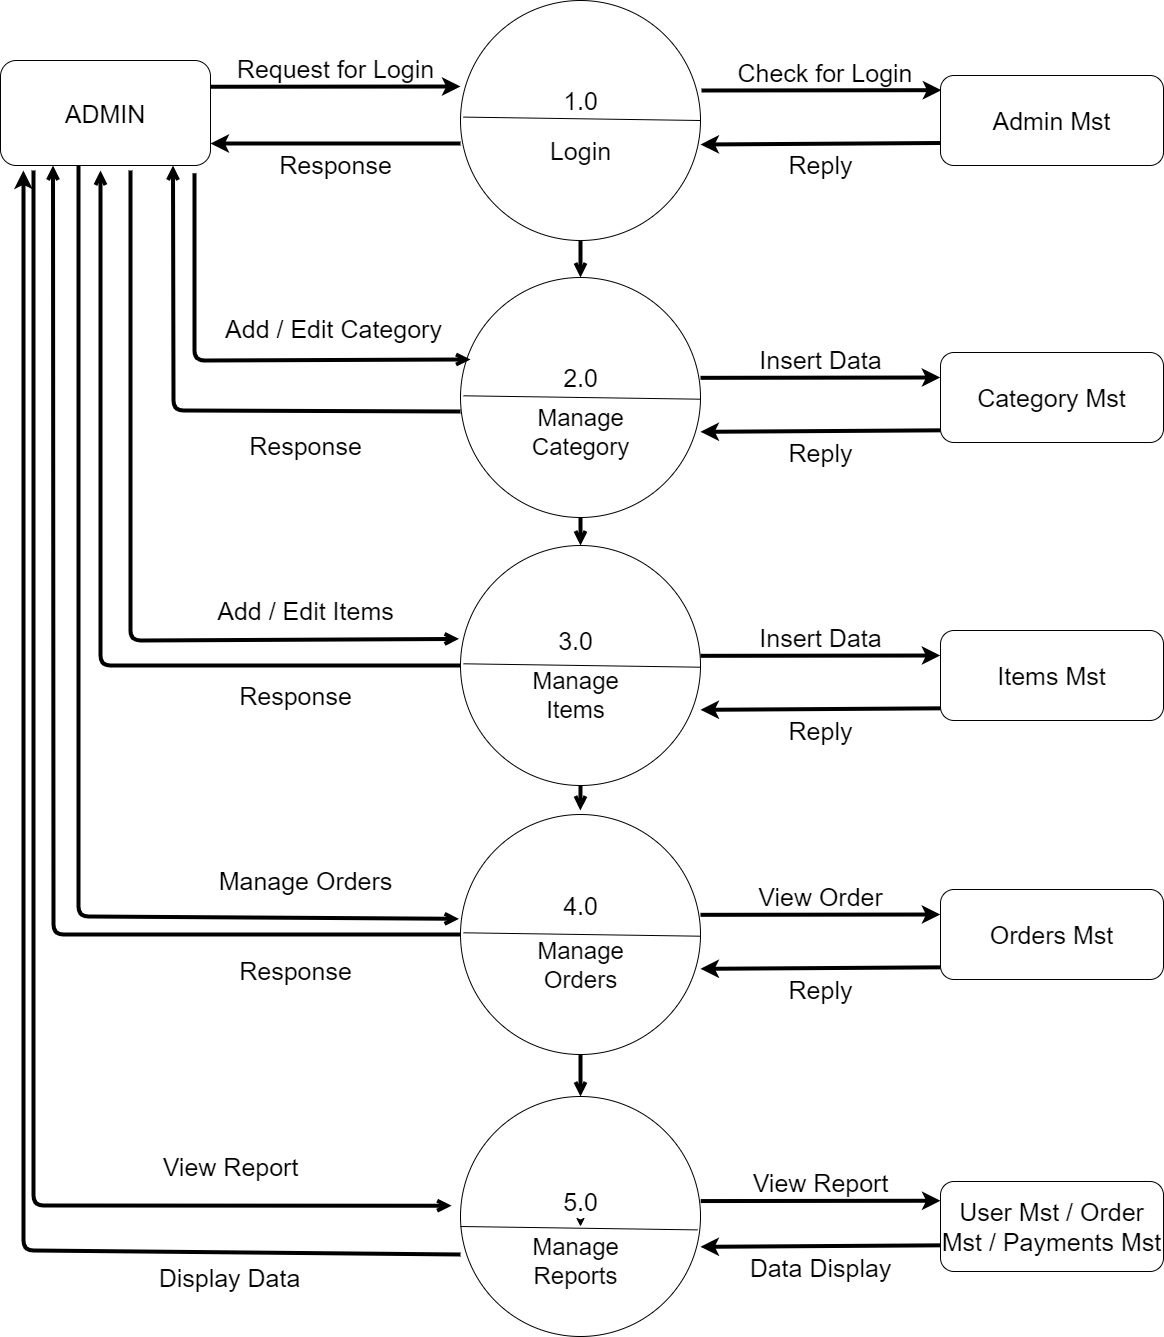 Request for Login
Check for Login
ADMIN
1.0
Login
Admin Mst
Response
Reply
Add / Edit Category
Insert Data
2.0
Manage
Category
Category Mst
Response
Reply
Add / Edit Items
Insert Data
3.0
Manage
Items
Items Mst
Response
Reply
Manage Orders
View Order
4.0
Manage
Orders
Orders Mst
Response
Reply
View Report
View Report
5.0
Manage
Reports
User Mst / Order
Mst / Payments Mst
Display Data
Data Display